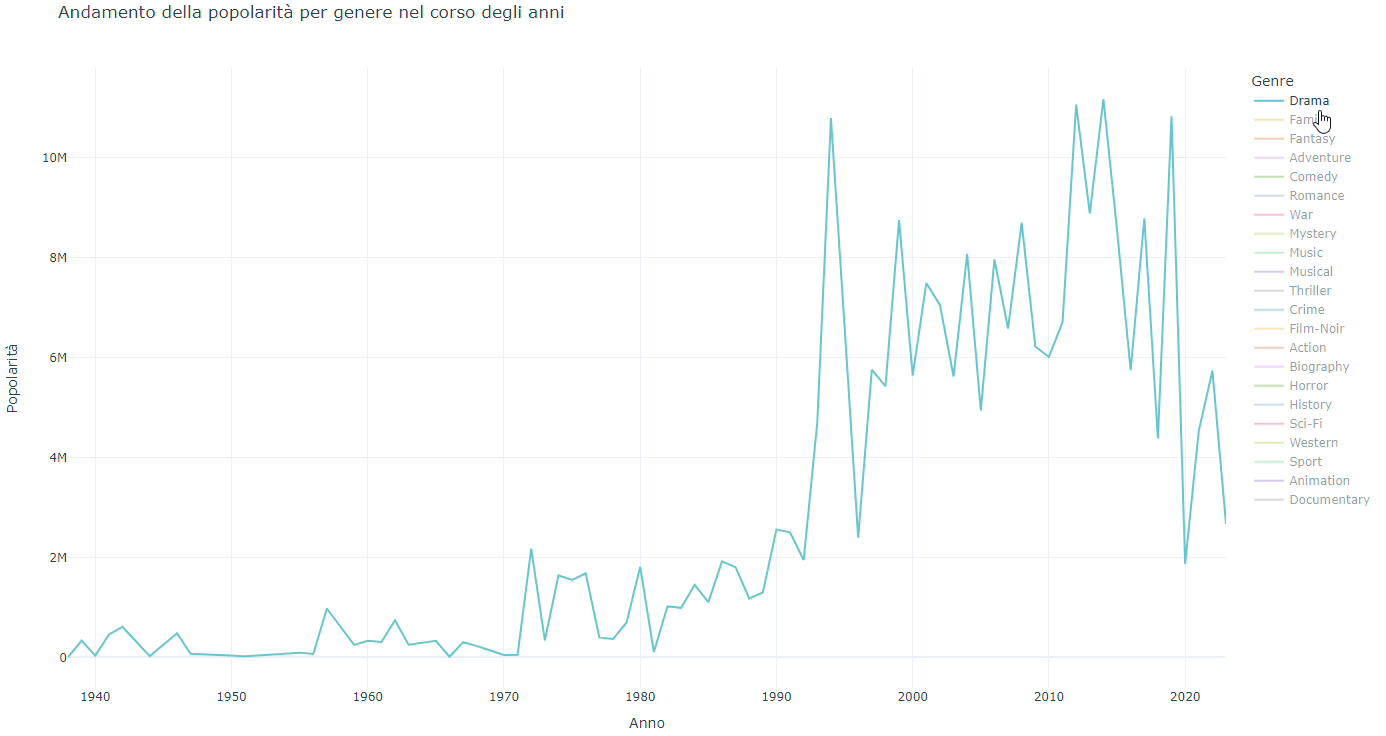 Andamento della popolarità per genere nel corso degli anni
Popolarità
10M
8M
6M
4M
2M
0
1940 1950 1960 1970 1980 1990 2000 2010 2020
Anno
Genre
Drama
Fantasy
Adventure
Comedy
Romance
War
Mystery
Music
Musical
Thriller
Crime
Film-Noir
Action
Biography
Horror
History
Sci-Fi
Western
Sport
Animation
Documentary